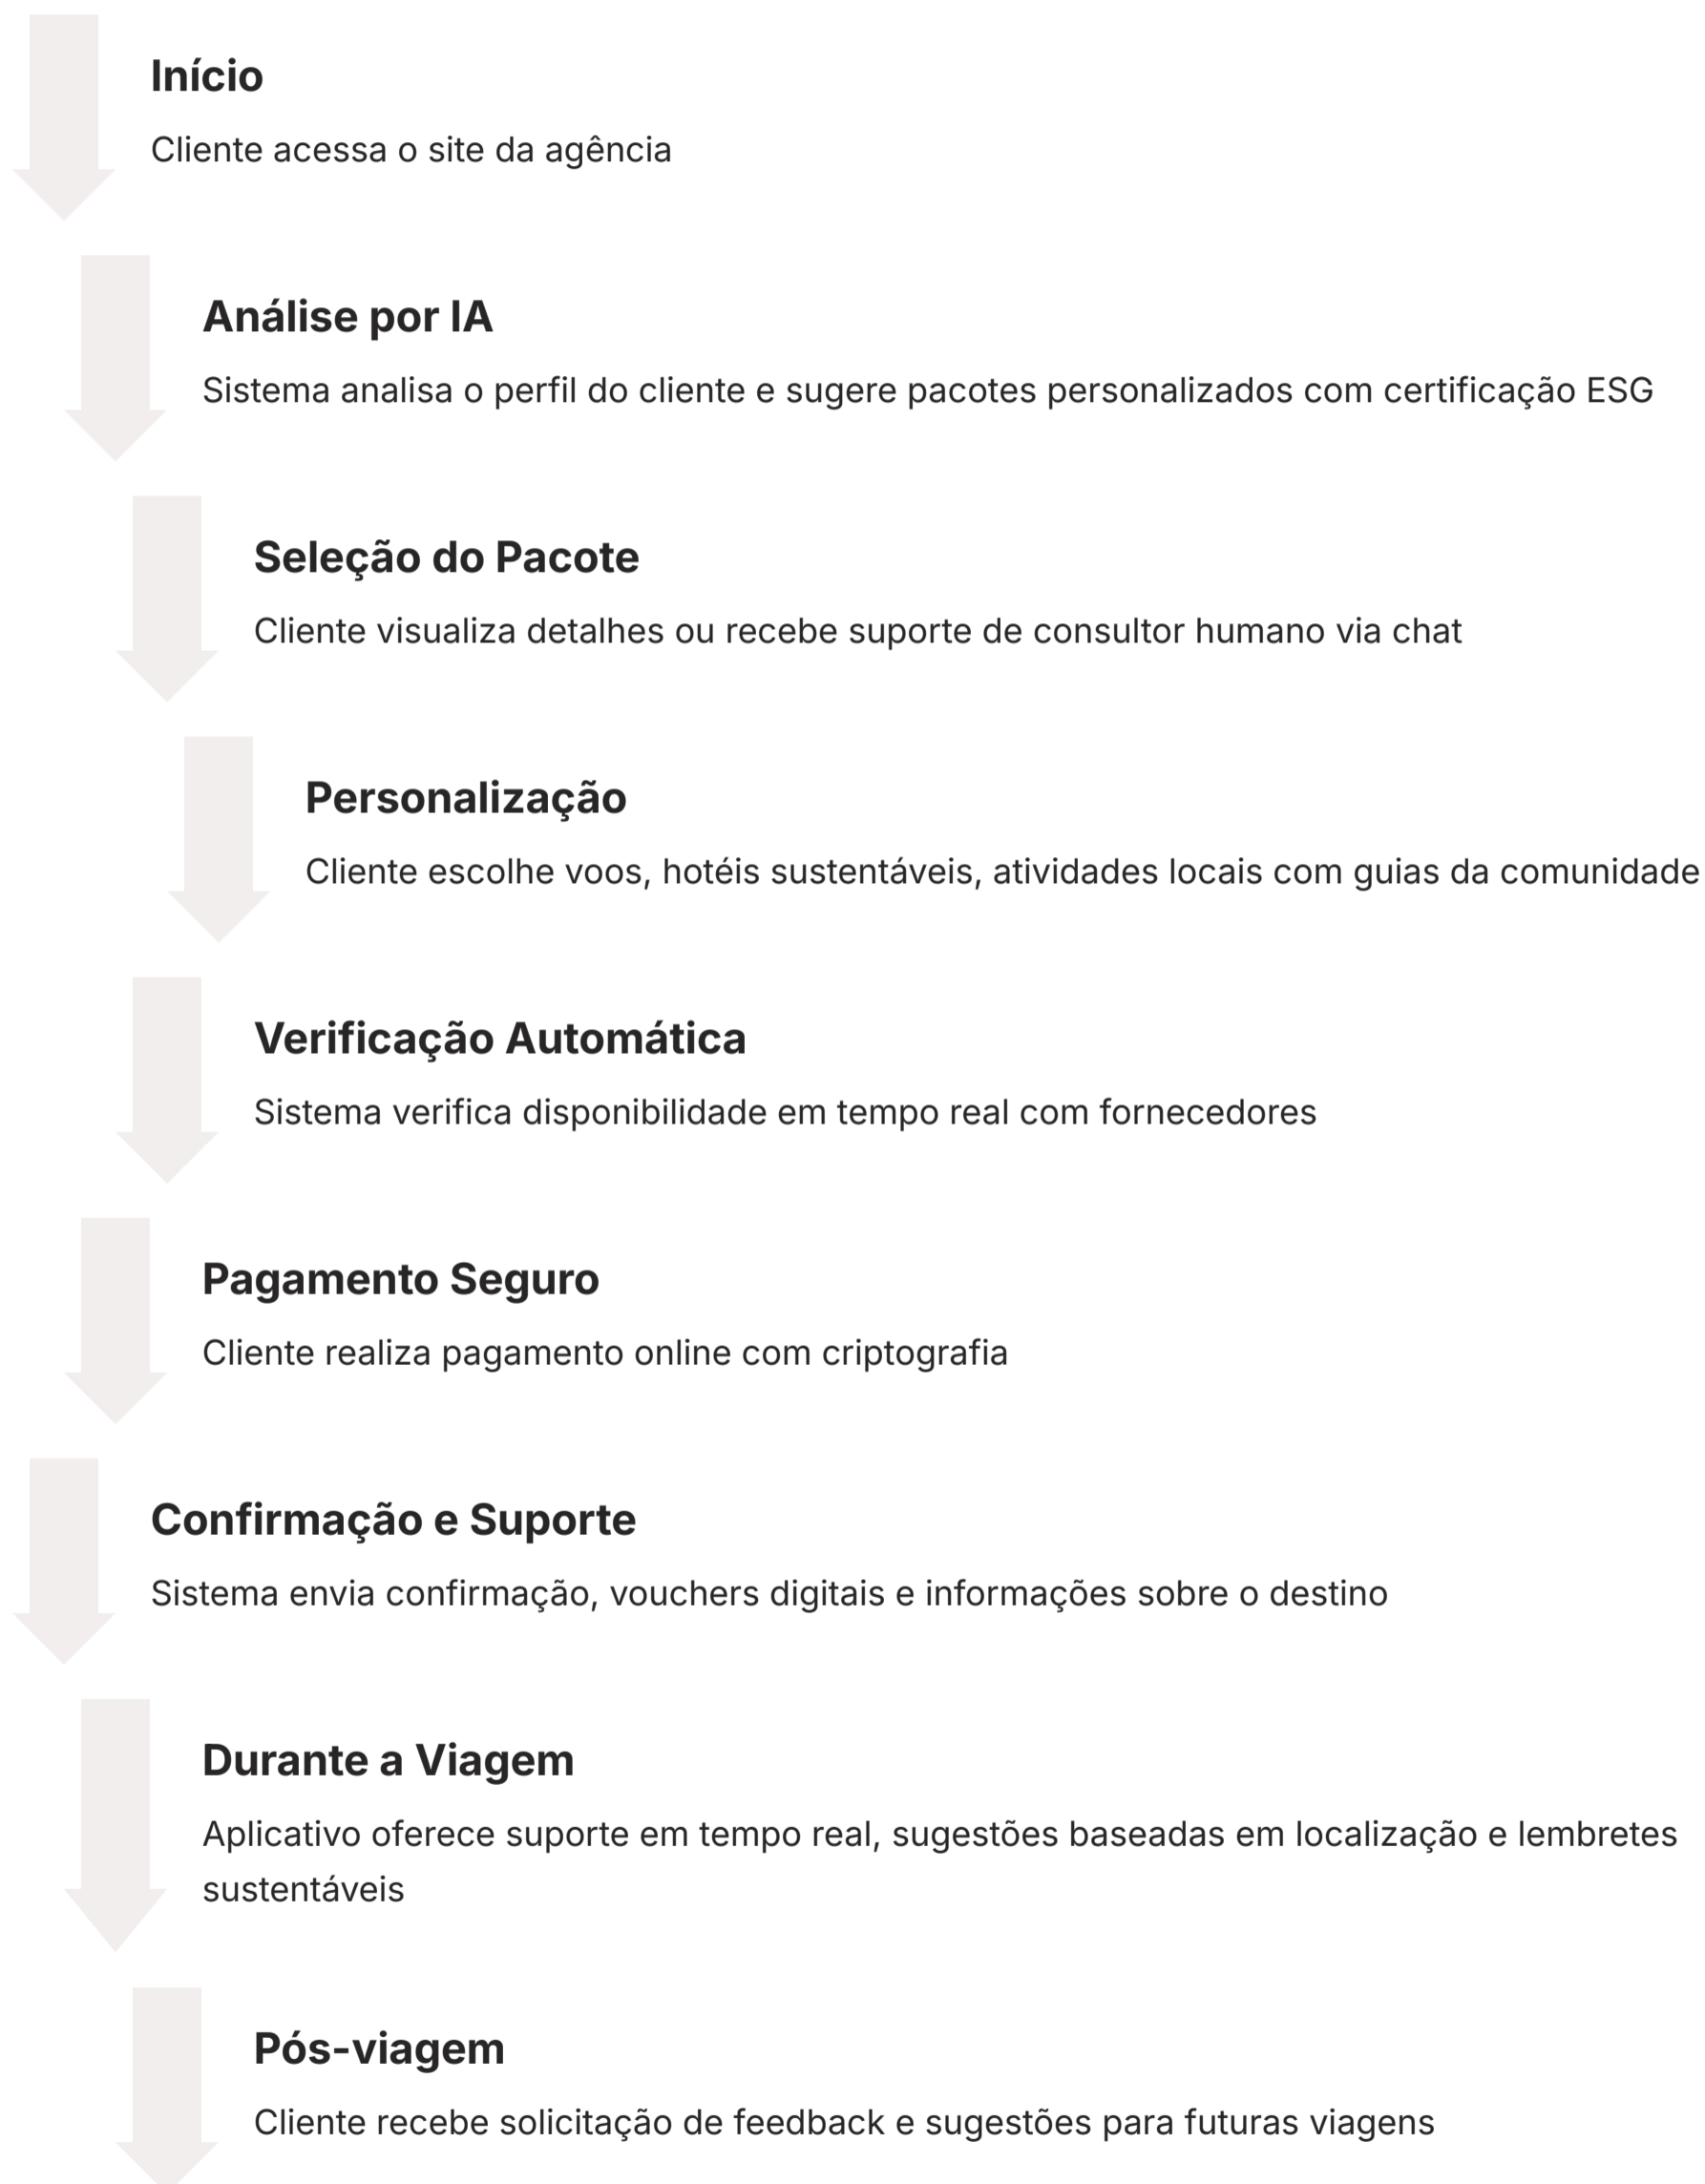 Início
Cliente acessa o site da agência
Análise por IA
Sistema analisa o perfil do cliente e sugere pacotes personalizados com certificação ESG
Seleção do Pacote
Cliente visualiza detalhes ou recebe suporte de consultor humano via chat
Personalização
Cliente escolhe voos, hotéis sustentáveis, atividades locais com guias da comunidade
Verificação Automática
Sistema verifica disponibilidade em tempo real com fornecedores
Pagamento Seguro
Cliente realiza pagamento online com criptografia
Confirmação e Suporte
Sistema envia confirmação, vouchers digitais e informações sobre o destino
Durante a Viagem
Aplicativo oferece suporte em tempo real, sugestões baseadas em localização e lembretes
sustentáveis
Pós-viagem
Cliente recebe solicitação de feedback e sugestões para futuras viagens